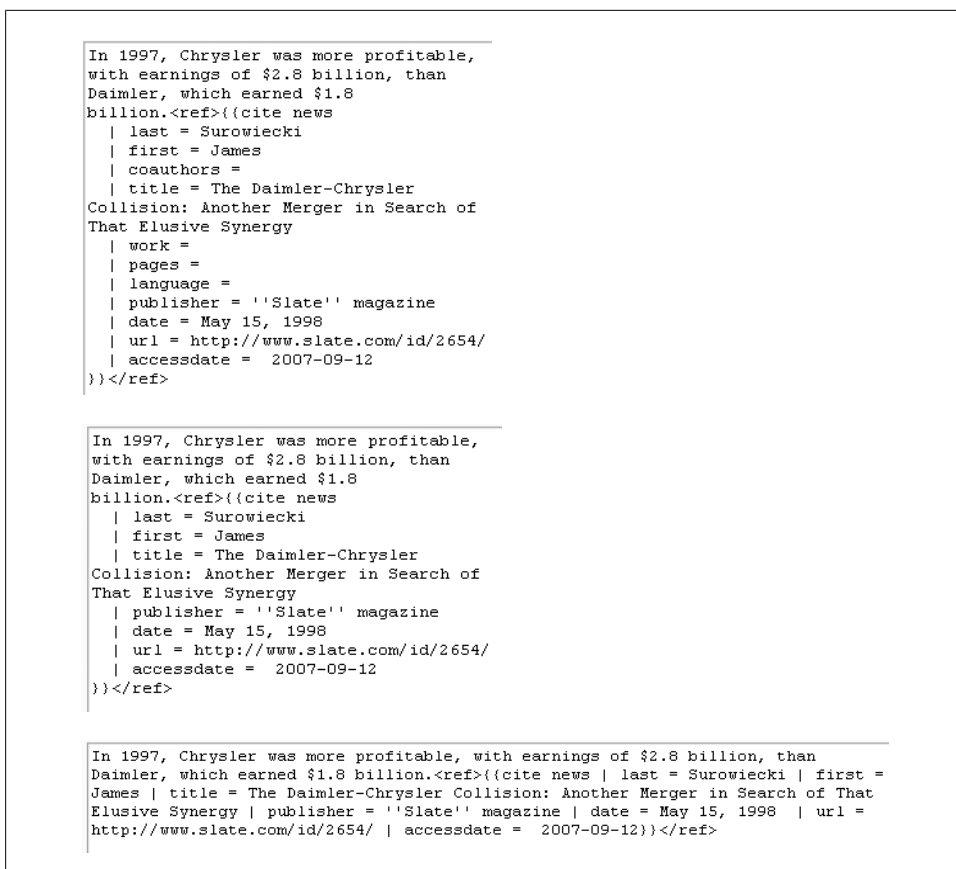 In 1997, Chrysler was more profitable,
with earnings of $2.8 billion, than
Daimler, which earned $1.8
billion.<ref>{{cite news
  | last = Surowiecki
  | first = James
  | coauthors =
  | title = The Daimler-Chrysler
Collision: Another Merger in Search of
That Elusive Synergy
  | work =
  | pages =
  | language =
  | publisher = ''Slate'' magazine
  | date = May 15, 1998
  | url = http://www.slate.com/id/2654/
  | accessdate =  2007-09-12
}}</ref>
In 1997, Chrysler was more profitable,
with earnings of $2.8 billion, than
Daimler, which earned $1.8
billion.<ref>{{cite news
  | last = Surowiecki
  | first = James
  | title = The Daimler-Chrysler
Collision: Another Merger in Search of
That Elusive Synergy
  | publisher = ''Slate'' magazine
  | date = May 15, 1998
  | url = http://www.slate.com/id/2654/
  | accessdate =  2007-09-12
}}</ref>
In 1997, Chrysler was more profitable, with earnings of $2.8 billion, than
Daimler, which earned $1.8 billion.<ref>{{cite news | last = Surowiecki | first =
James | title = The Daimler-Chrysler Collision: Another Merger in Search of That
Elusive Synergy | publisher = ''Slate'' magazine | date = May 15, 1998  | url =
http://www.slate.com/id/2654/ | accessdate =  2007-09-12}}</ref>